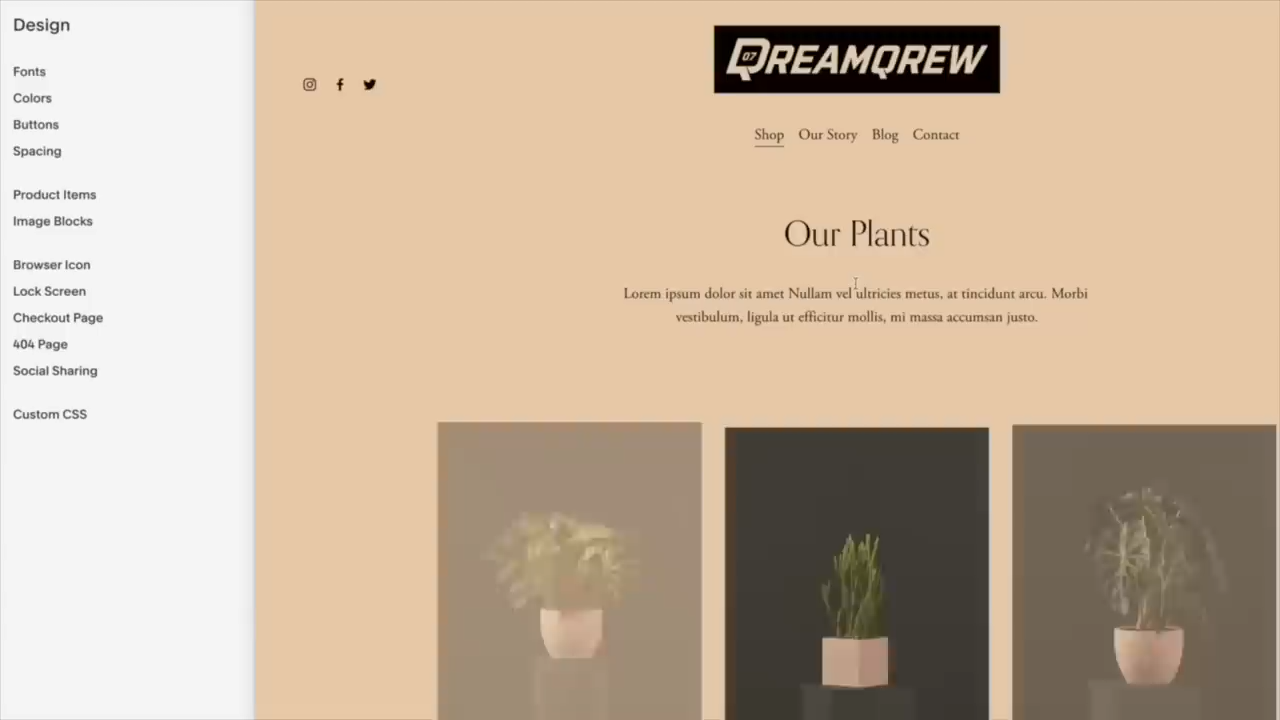 Design
Fonts
Colors
Buttons
Spacing
Product Items
Image Blocks
Browser Icon
Lock Screen
Checkout Page
404 Page
Social Sharing
Custom CSS
07
DREAMQREW
Shop Our Story Blog Contact
Our Plants
Lorem ipsum dolor sit amet Nullam vel ultricies metus, at tincidunt arcu. Morbi
vestibulum, ligula ut efficitur mollis, mi massa accumsan justo.